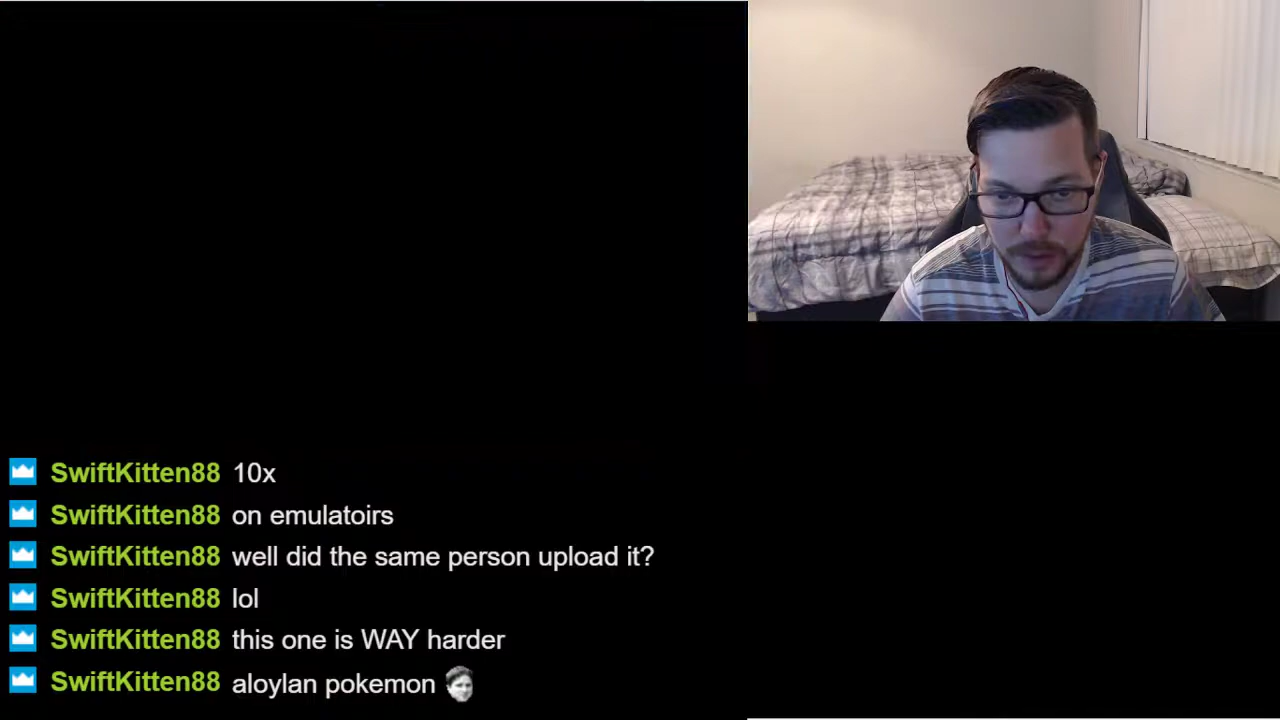 SwiftKitten88 10x
SwiftKitten88 on emulatoirs
SwiftKitten88 well did the same person upload it?
SwiftKitten88 lol
SwiftKitten88 this one is WAY harder
SwiftKitten88 aloylan pokemon